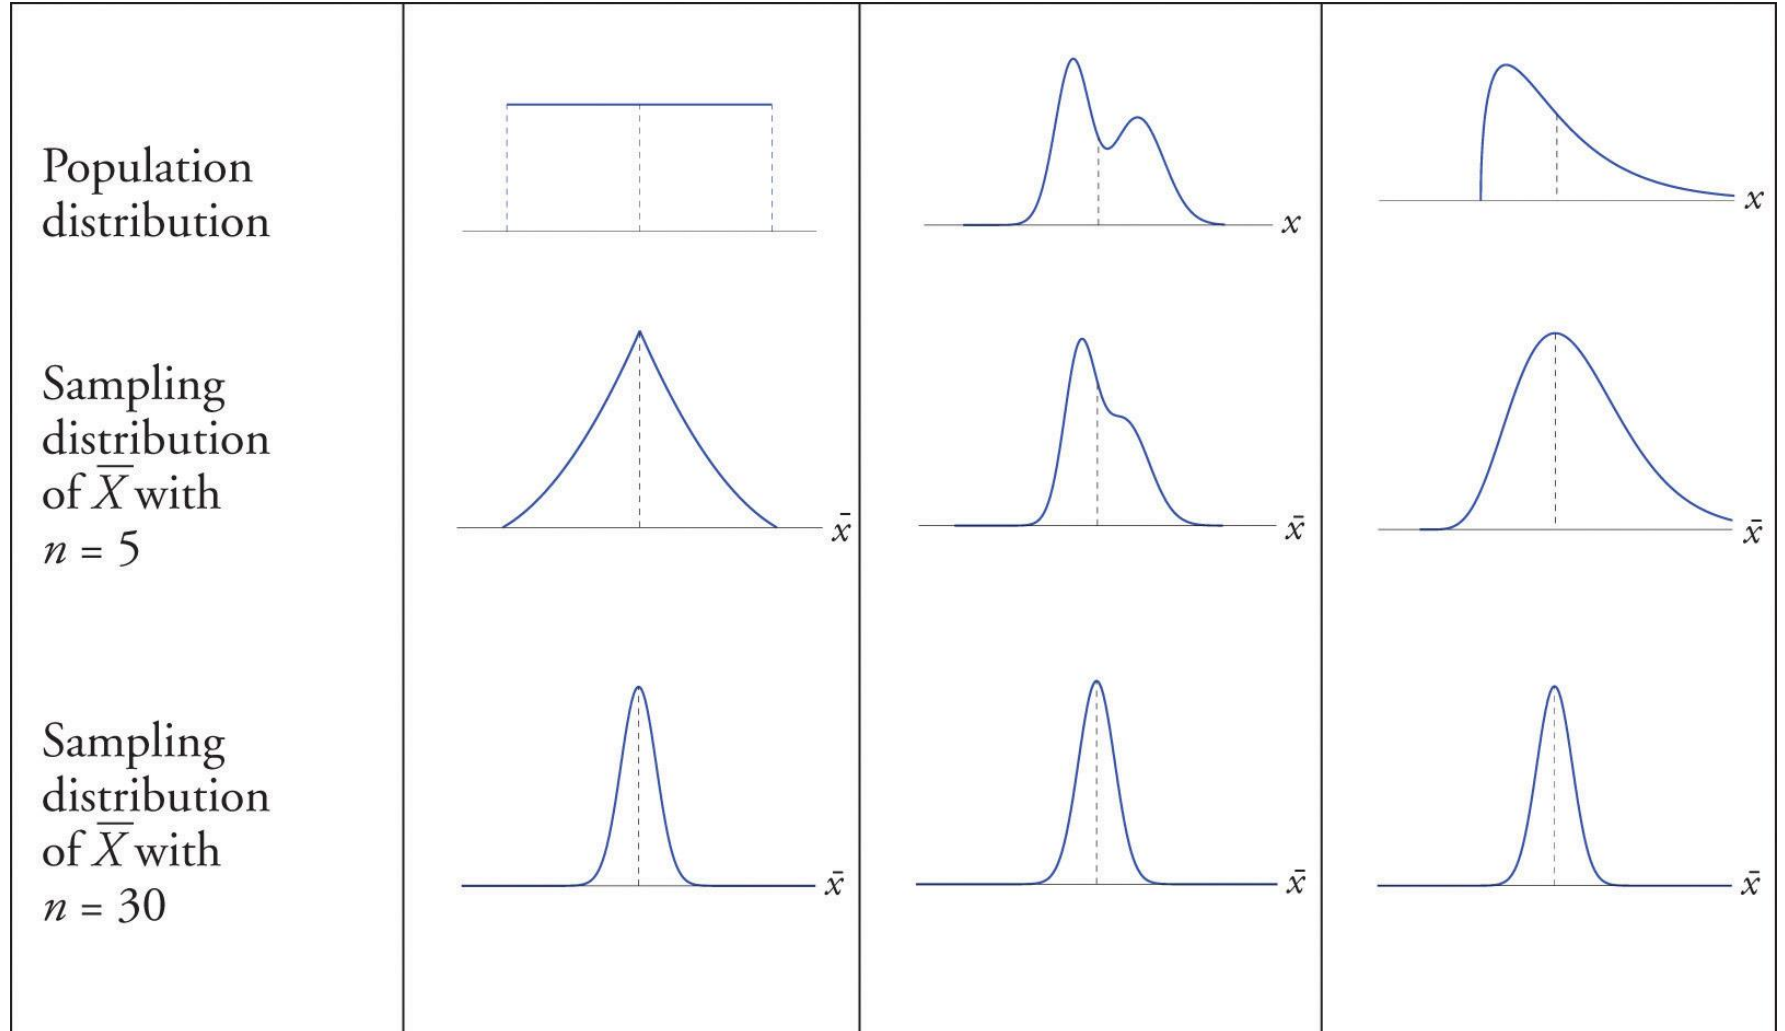 Population
distribution
x
x
Sampling
distribution
of X̅ with
n = 5
x̄
x̄
x̄
Sampling
distribution
of X̅ with
n = 30
x̄
x̄
x̄